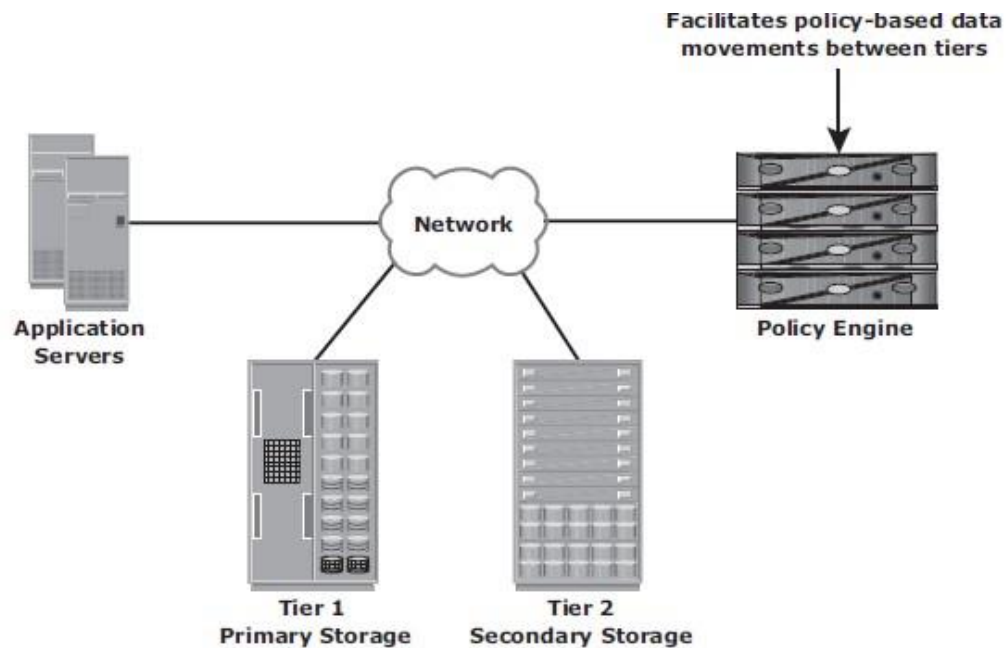 Facilitates policy-based data
movements between tiers
Network
Application
Servers
Policy Engine
Tier 1
Primary Storage
Tier 2
Secondary Storage